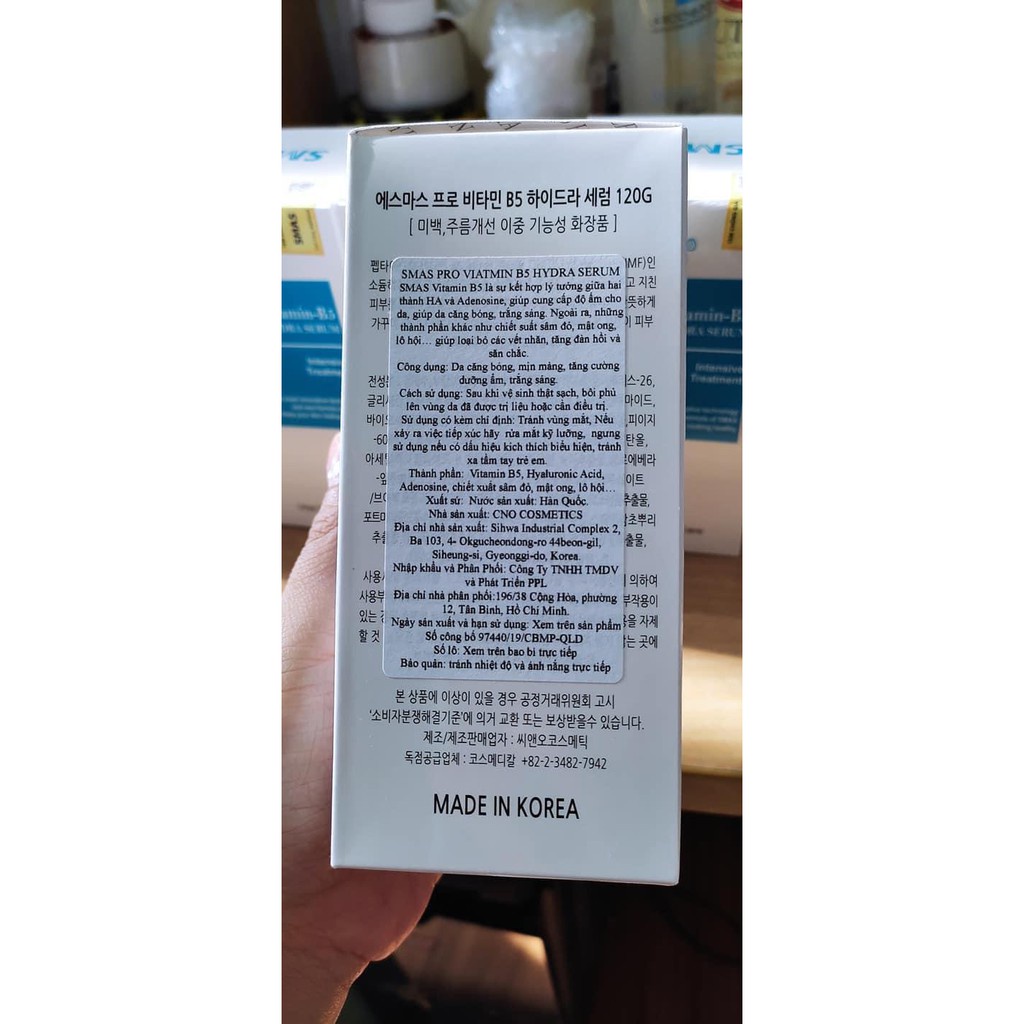 에스마스 프로 비타민 B5 하이드라 세럼 120G
[ 미백,주름개선 이중 기능성 화장품 ]
SMAS PRO VIATMIN B5 HYDRA SERUM
SMAS Vitamin B5 là sự kết hợp lý tưởng giữa hai
thành HA và Adenosine, giúp cung cấp độ ẩm cho
da, giúp da căng bóng, trắng sáng. Ngoài ra, những
thành phần khác như chiết suất sâm đỏ, mật ong,
lô hội… giúp loại bỏ các vết nhăn, tăng đàn hồi và
săn chắc.
Công dụng: Da căng bóng, mịn màng, tăng cường
dưỡng ẩm, trắng sáng.
Cách sử dụng: Sau khi vệ sinh thật sạch, bôi phủ
lên vùng da đã được trị liệu hoặc cần điều trị.
Sử dụng có kèm chỉ định: Tránh vùng mắt, Nếu
xảy ra việc tiếp xúc hãy rửa mắt kỹ lưỡng, ngưng
sử dụng nếu có dấu hiệu kích thích biểu hiện, tránh
xa tầm tay trẻ em.
Thành phần: Vitamin B5, Hyaluronic Acid,
Adenosine, chiết xuất sâm đỏ, mật ong, lô hội…
Xuất sứ: Nước sản xuất: Hàn Quốc.
Nhà sản xuất: CNO COSMETICS
Địa chỉ nhà sản xuất: Sihwa Industrial Complex 2,
Ba 103, 4- Okgucheondong-ro 44beon-gil,
Siheung-si, Gyeonggi-do, Korea.
Nhập khẩu và Phân Phối: Công Ty TNHH TMDV
và Phát Triển PPL
Địa chỉ nhà phân phối:196/38 Cộng Hòa, phường
12, Tân Bình, Hồ Chí Minh.
Ngày sản xuất và hạn sử dụng: Xem trên sản phẩm
Số công bố 97440/19/CBMP-QLD
Số lô: Xem trên bao bì trực tiếp
Bảo quản: tránh nhiệt độ và ánh nắng trực tiếp
본 상품에 이상이 있을 경우 공정거래위원회 고시
'소비자분쟁해결기준'에 의거 교환 또는 보상받을수 있습니다.
제조/제조판매업자 : 씨앤오코스메틱
독점공급업체 : 코스메디칼 +82-2-3482-7942
MADE IN KOREA
SMAS
Intensive
Treatment